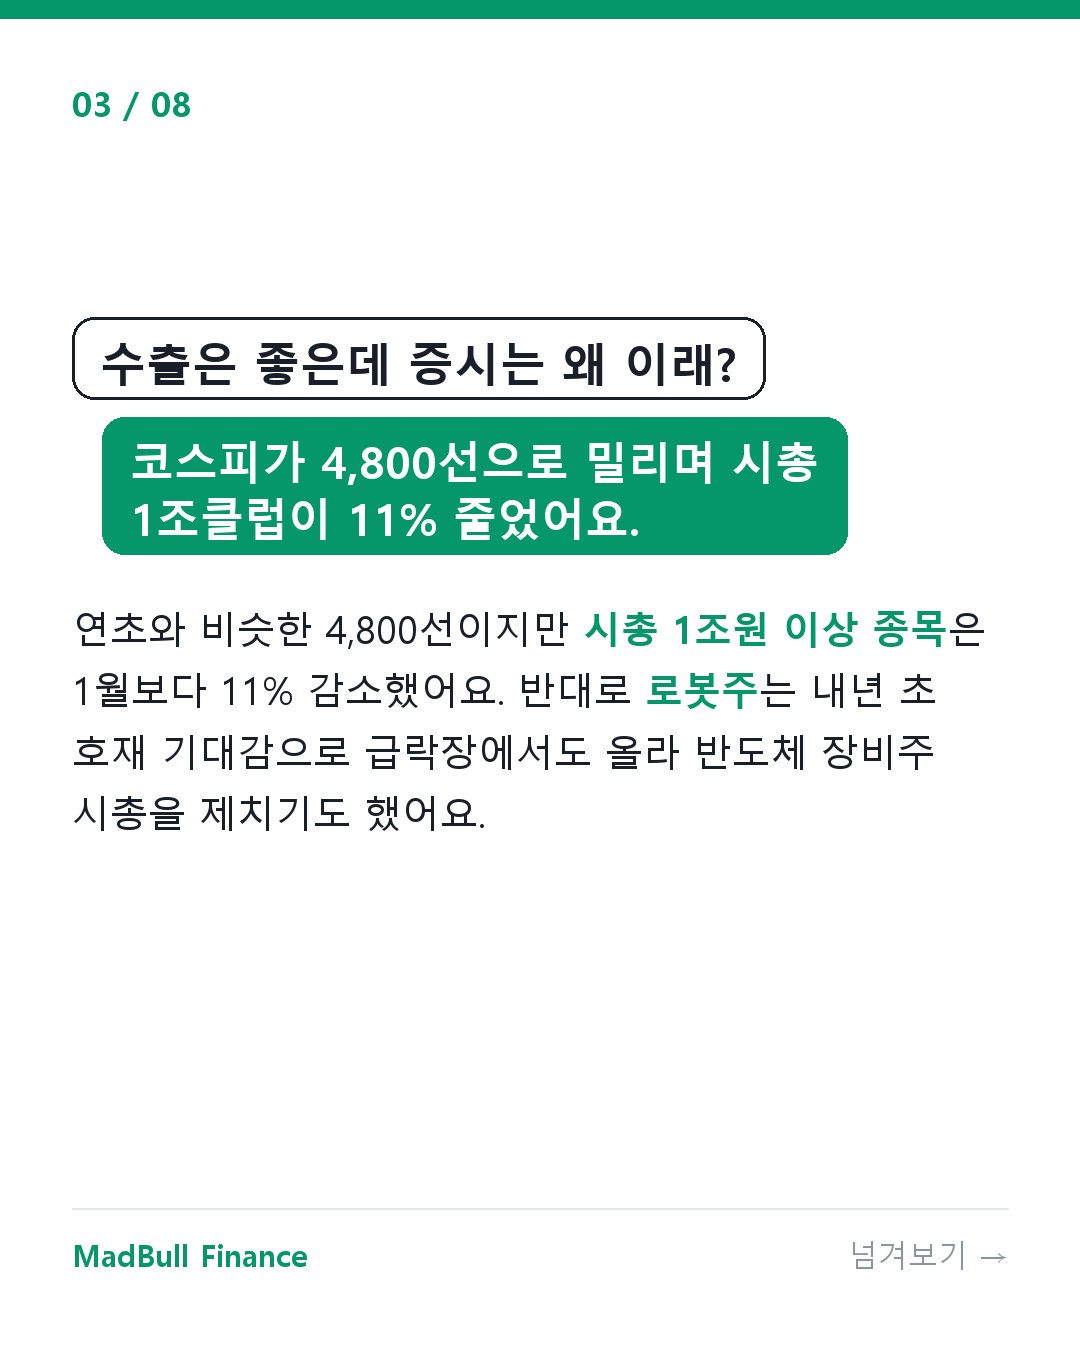 03 / 08
수출은 좋은데 증시는 왜 이래?
코스피가 4,800선으로 밀리며 시총
1조클럽이 11% 줄었어요.
연초와 비슷한 4,800선이지만 시총 1조원 이상 종목은
1월보다 11% 감소했어요. 반대로 로봇주는 내년 초
호재 기대감으로 급락장에서도 올라 반도체 장비주
시총을 제치기도 했어요.
MadBull Finance
넘겨보기 →